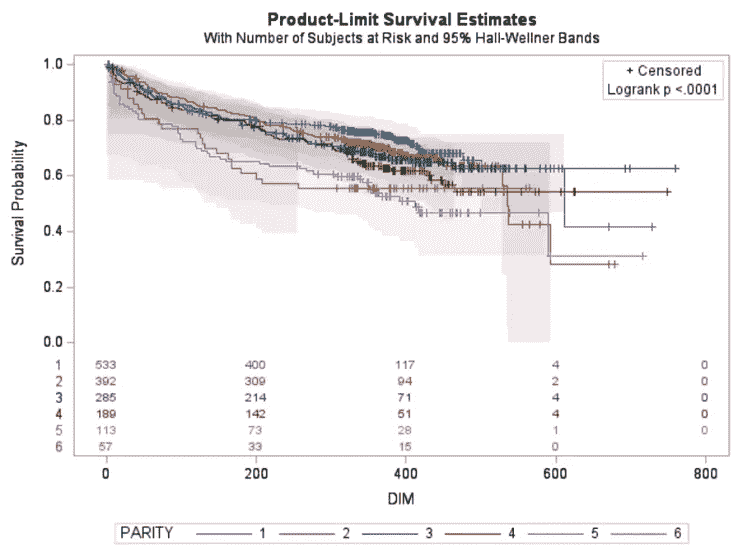 Product-Limit Survival Estimates
With Number of Subjects at Risk and 95% Hall-Wellner Bands
+ Censored
Logrank p <.0001
1.0
0.8
0.6
0.4
0.2
0.0
Survival Probability
1 533 400 117 4 0
2 392 309 94 2 0
3 285 214 71 4 0
4 189 142 51 4 0
5 113 73 28 1 0
6 57 33 15 0
0 200 400 600 800
DIM
PARITY 1 2 3 4 5 6